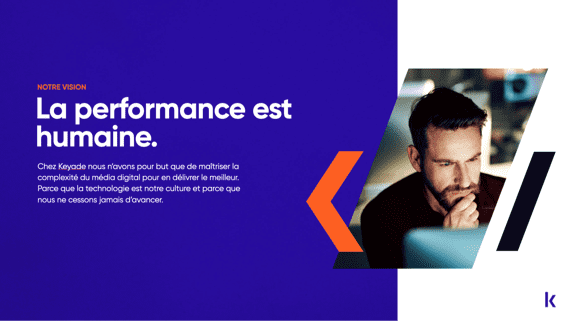 NOTRE VISION
La performance est
humaine.
Chez Keyade nous n'avons pour but que de maîtriser la
complexité du média digital pour en délivrer le meilleur.
Parce que la technologie est notre culture et parce que
nous ne cessons jamais d'avancer.
k